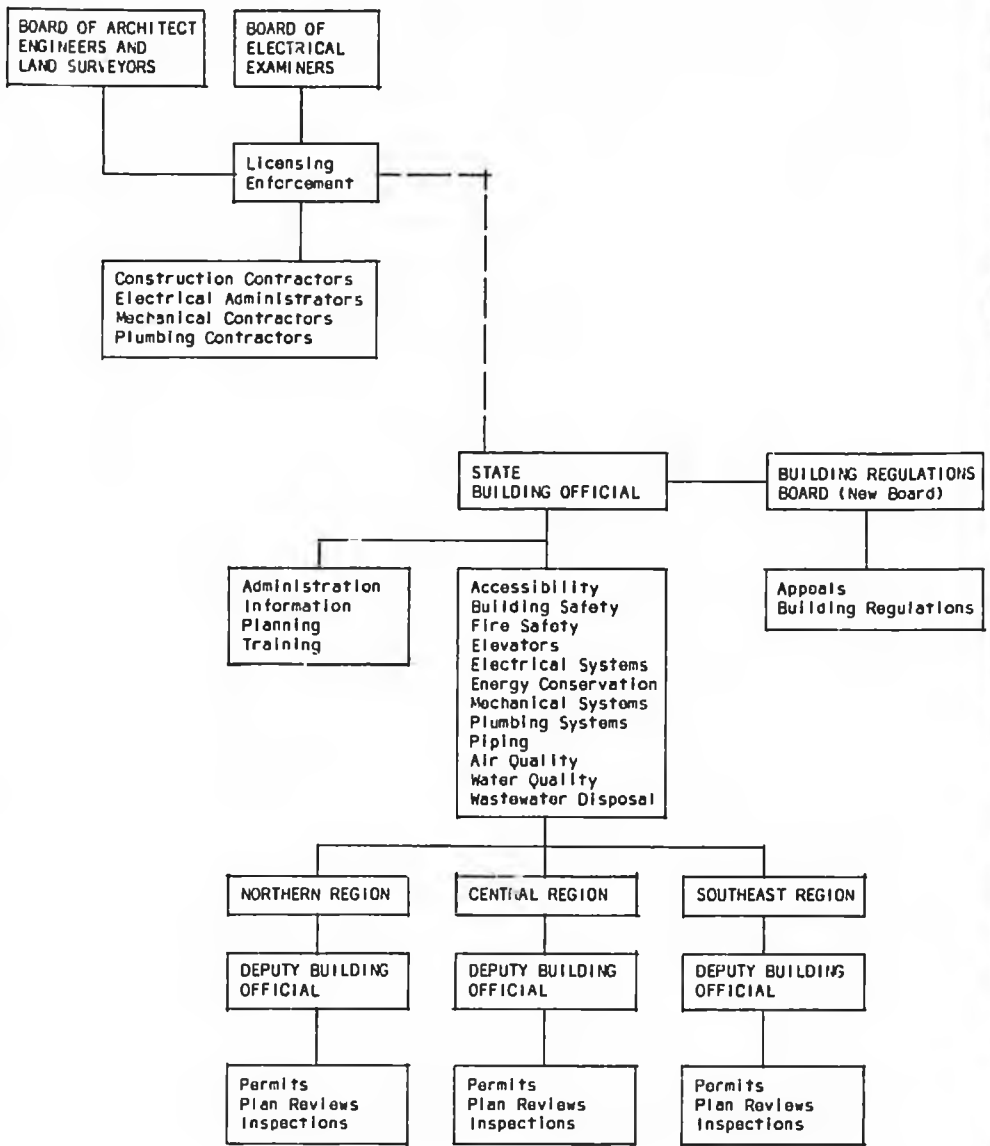 BOARD OF ARCHITECT
ENGINEERS AND
LAND SURVEYORS
BOARD OF
ELECTRICAL
EXAMINERS
Licensing
Enforcement
Construction Contractors
Electrical Administrators
Mechanical Contractors
Plumbing Contractors
STATE
BUILDING OFFICIAL
BUILDING REGULATIONS
BOARD (New Board)
Administration
Information
Planning
Training
Accessibility
Building Safety
Fire Safety
Elevators
Electrical Systems
Energy Conservation
Mechanical Systems
Plumbing Systems
Piping
Air Quality
Water Quality
Wastewater Disposal
Appeals
Building Regulations
NORTHERN REGION
CENTRAL REGION
SOUTHEAST REGION
DEPUTY BUILDING
OFFICIAL
DEPUTY BUILDING
OFFICIAL
DEPUTY BUILDING
OFFICIAL
Permits
Plan Reviews
Inspections
Permits
Plan Reviews
Inspections
Permits
Plan Reviews
Inspections